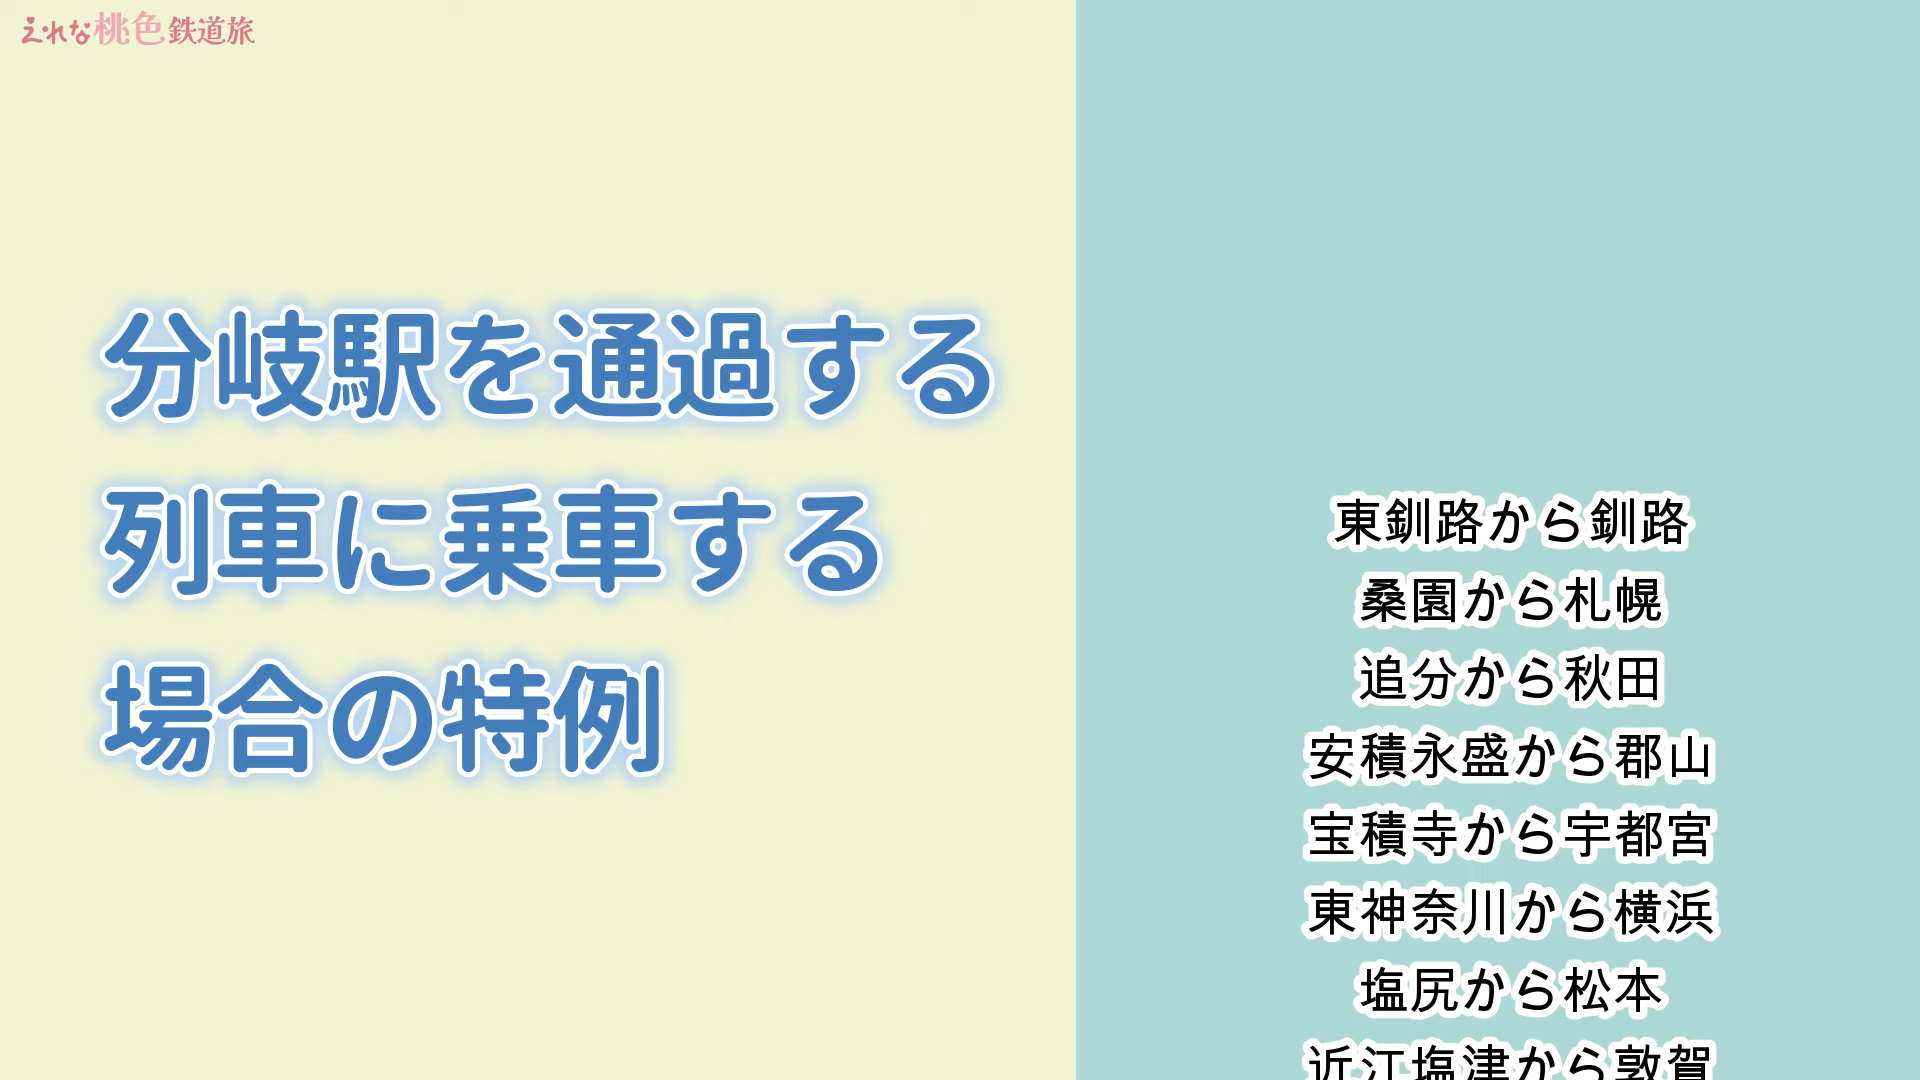 えれな桃色鉄道旅
分岐駅を通過する
列車に乗車する
場合の特例
東釧路から釧路
桑園から札幌
追分から秋田
安積永盛から郡山
宝積寺から宇都宮
東神奈川から横浜
塩尻から松本
近江塩津から敦賀